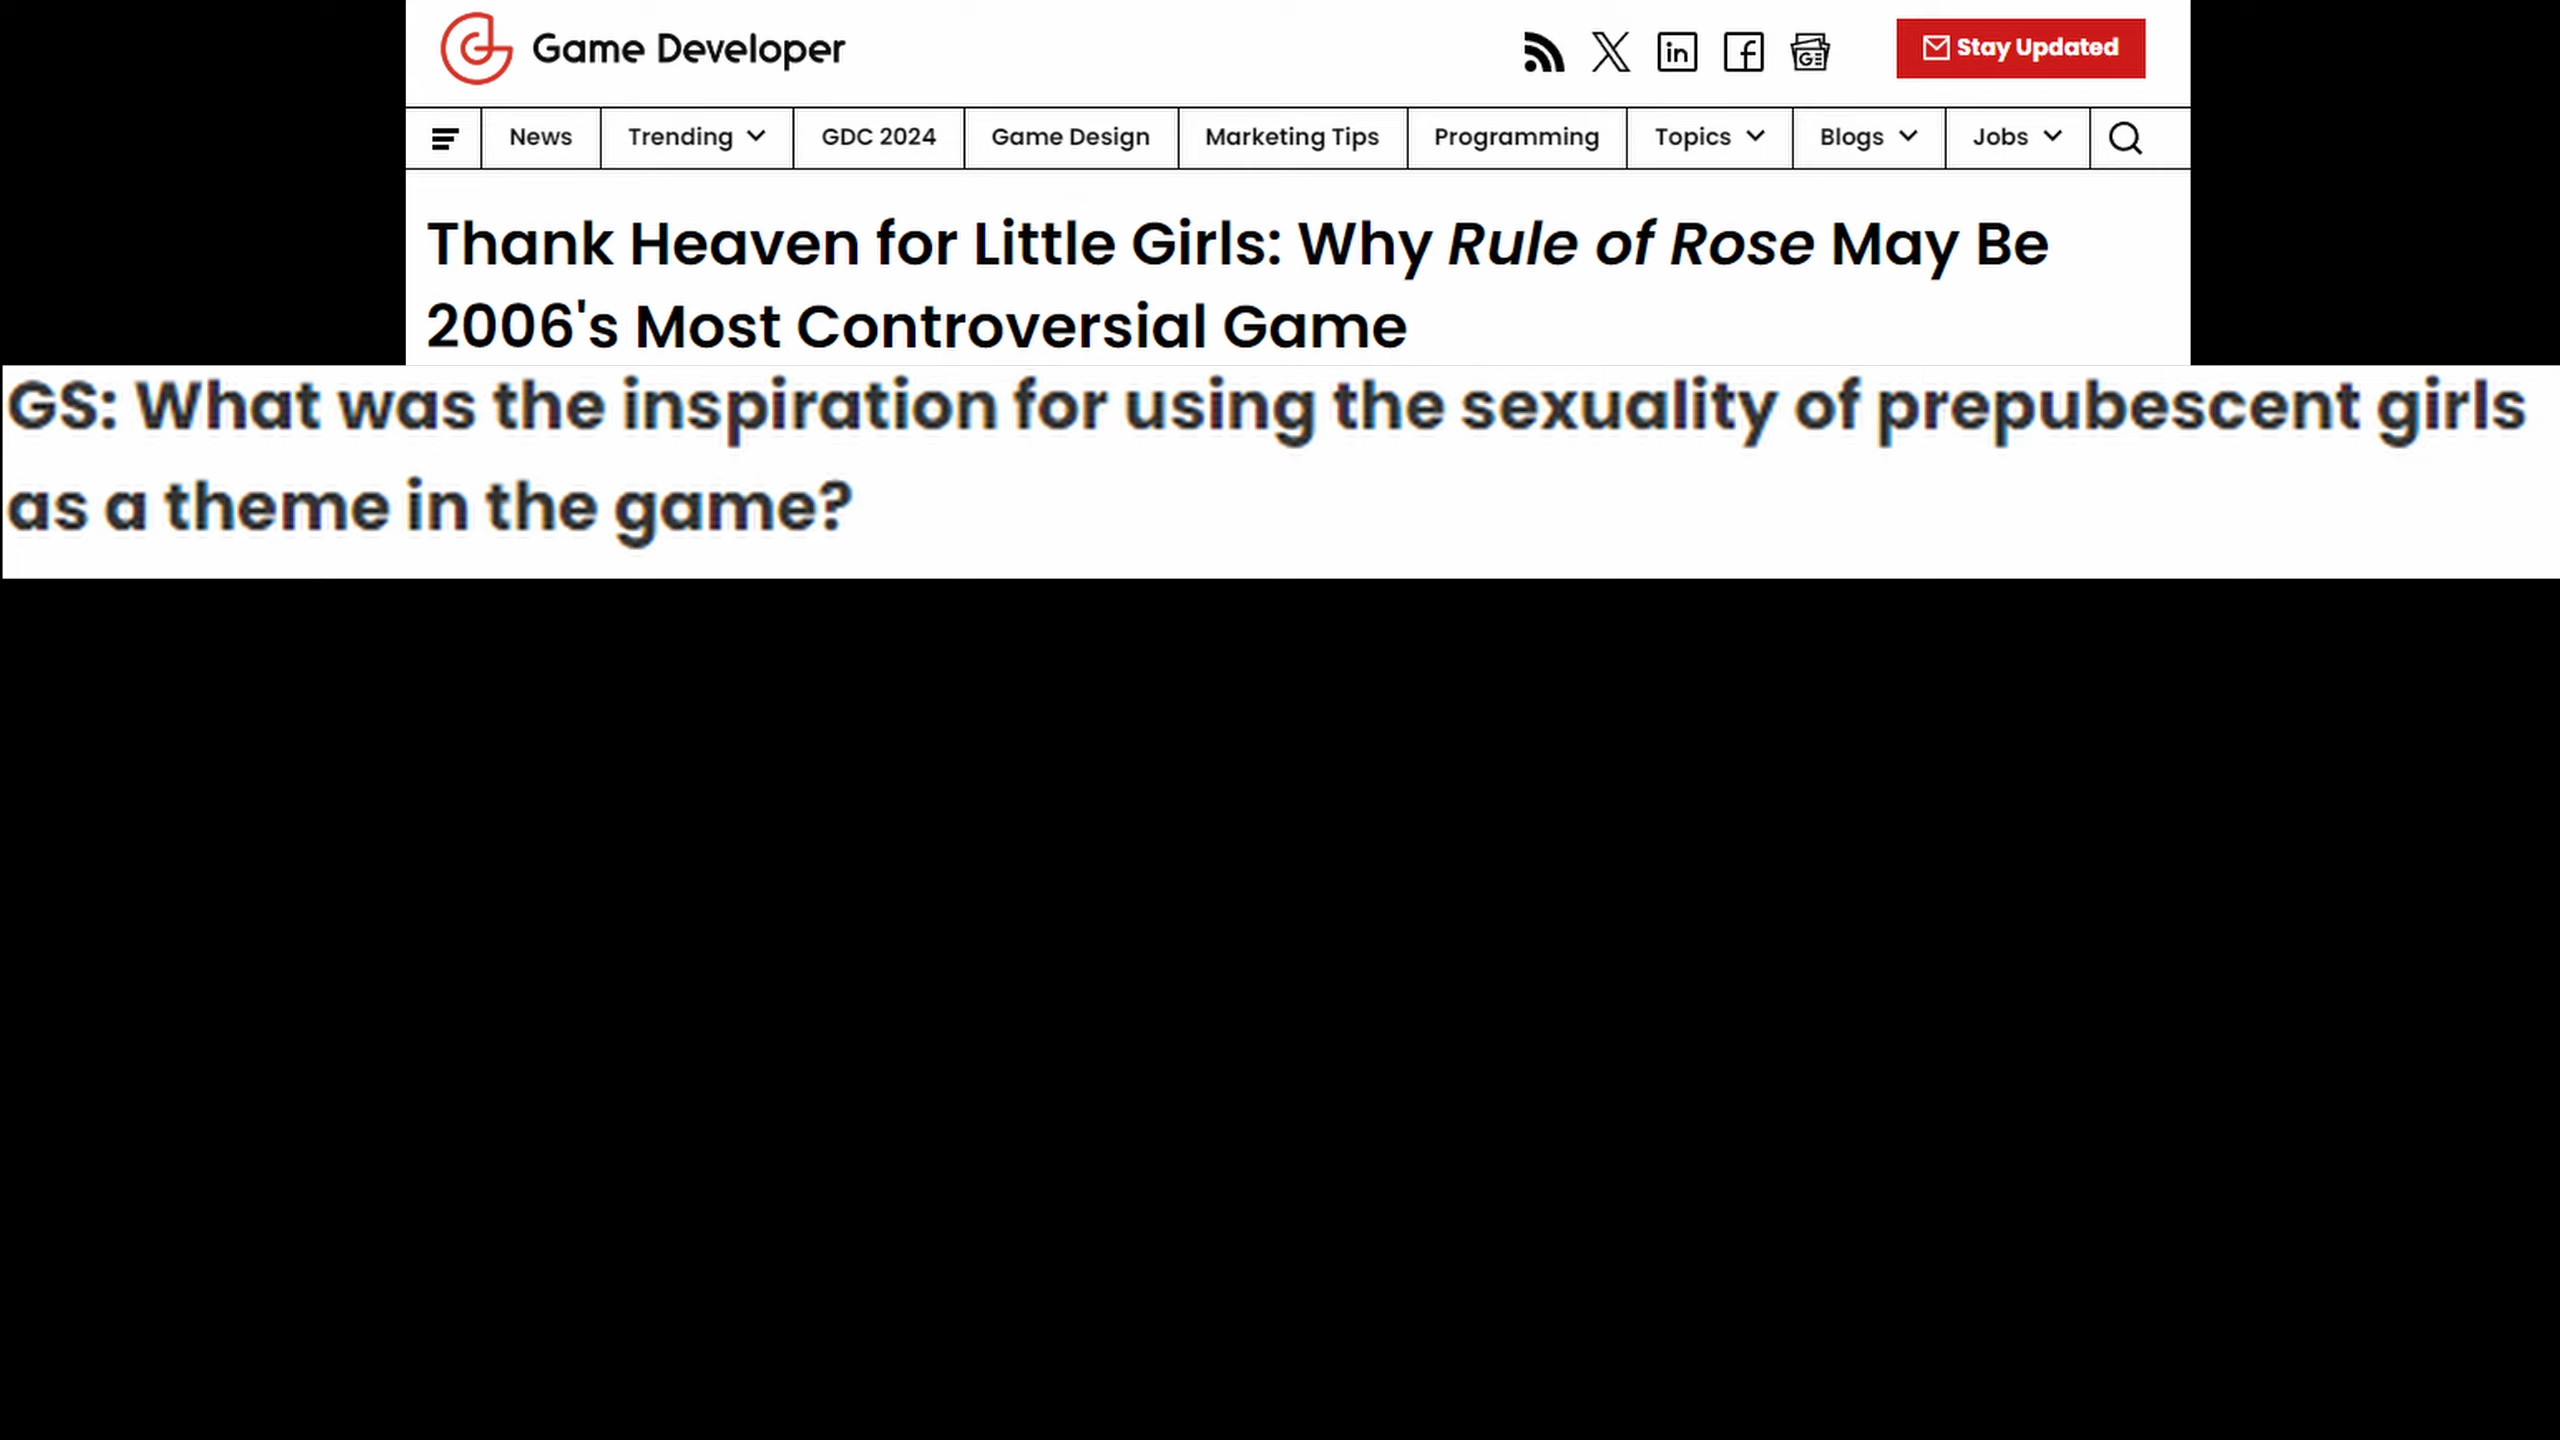 Game Developer
GE
Stay Updated
News Trending GDC 2024 Game Design Marketing Tips Programming Topics Blogs Jobs
Thank Heaven for Little Girls: Why Rule of Rose May Be
2006's Most Controversial Game
GS: What was the inspiration for using the sexuality of prepubescent girls
as a theme in the game?